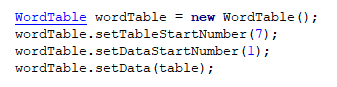 WordTable wordTable = new WordTable();
wordTable.setTableStartNumber(7);
wordTable.setDataStartNumber(1);
wordTable.setData(table);